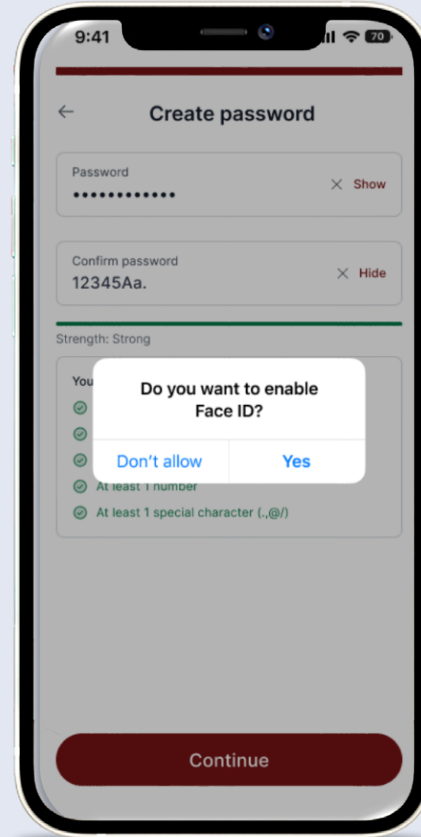 9:41
70
Create password
Password
••••••••••••
Show
Confirm password
12345Aa.
Hide
Strength: Strong
You
Do you want to enable
Face ID?
Don't allow
Yes
At least 1 number
At least 1 special character (.,@/)
Continue